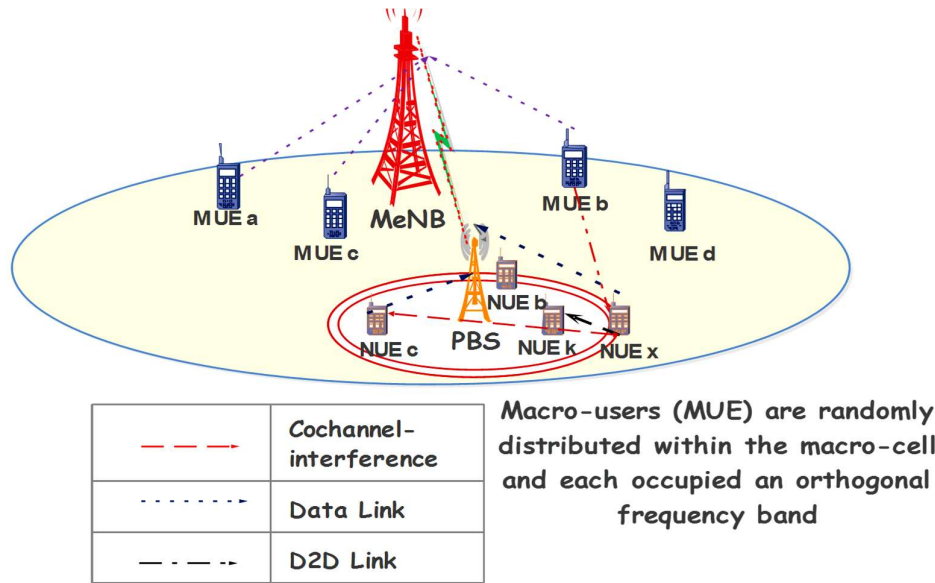 MUE a
MUE c
MeNB
MUE b
MUE d
NUE b
NUE c
PBS
NUE k
NUE x
Cochannel-
interference
Data Link
D2D Link
Macro-users (MUE) are randomly
distributed within the macro-cell
and each occupied an orthogonal
frequency band